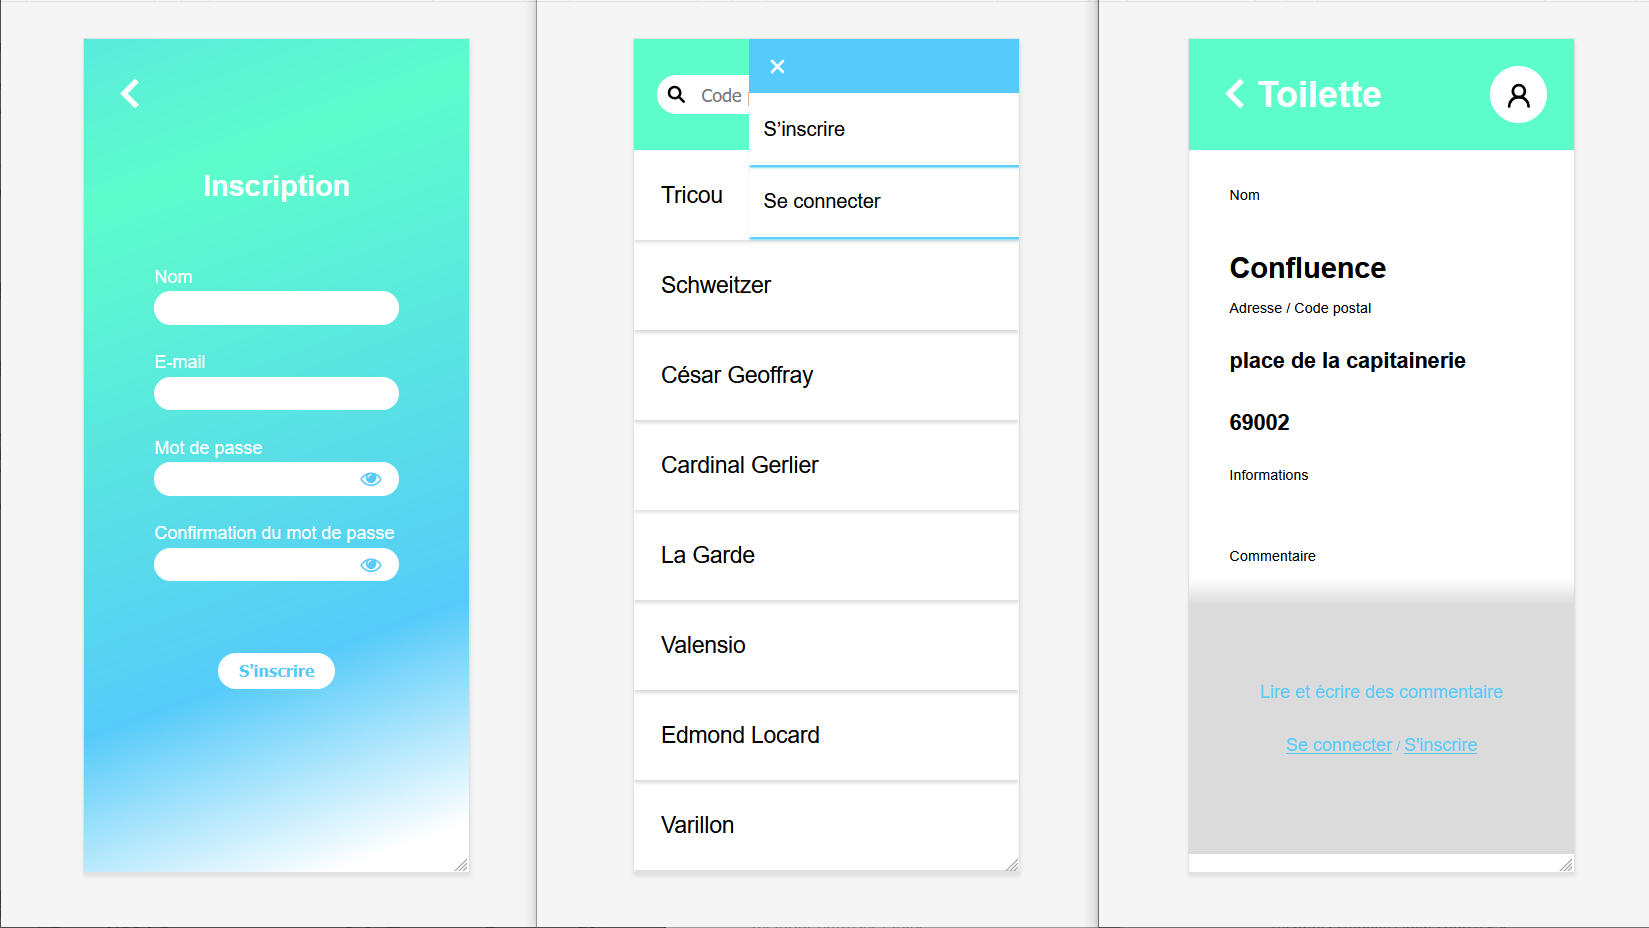 Inscription
Nom
E-mail
Mot de passe
Confirmation du mot de passe
S'inscrire
Code
S'inscrire
Se connecter
Tricou
Schweitzer
César Geoffray
Cardinal Gerlier
La Garde
Valensio
Edmond Locard
Varillon
Toilette
Nom
Confluence
Adresse / Code postal
place de la capitainerie
69002
Informations
Commentaire
Lire et écrire des commentaire
Se connecter / S'inscrire